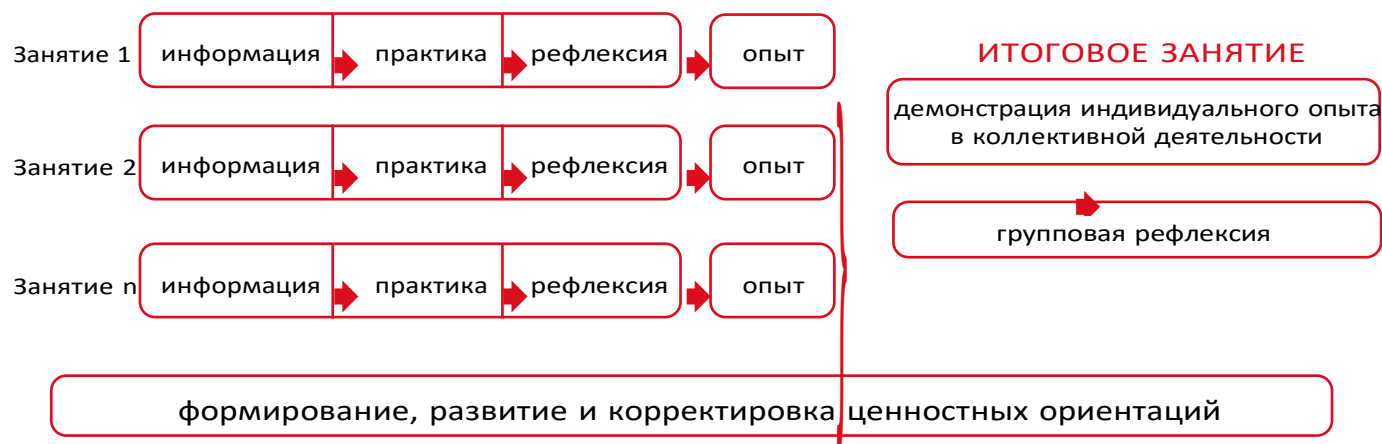 Занятие 1 информация практика рефлексия опыт
Занятие 2 информация практика рефлексия опыт
Занятие n информация практика рефлексия опыт
ИТОГОВОЕ ЗАНЯТИЕ
демонстрация индивидуального опыта
в коллективной деятельности
групповая рефлексия
формирование, развитие и корректировка ценностных ориентаций